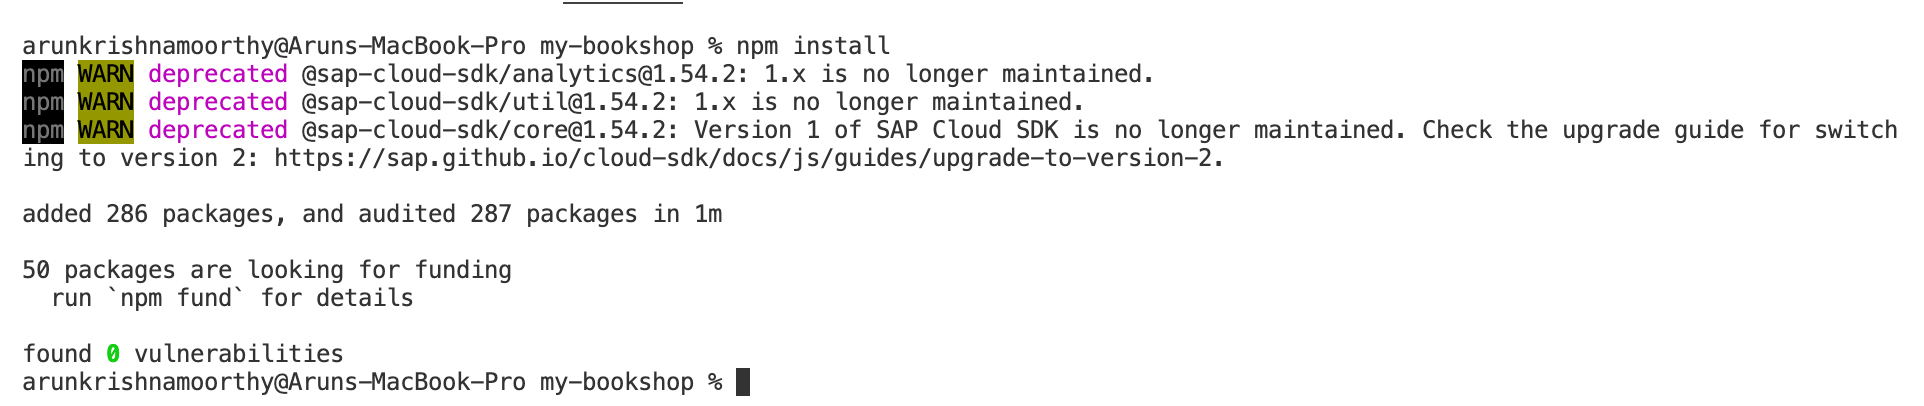 arunkrishnamoorthy@Aruns-MacBook-Pro my-bookshop % npm install
npm WARN deprecated @sap-cloud-sdk/analytics@1.54.2: 1.x is no longer maintained.
npm WARN deprecated @sap-cloud-sdk/util@1.54.2: 1.x is no longer maintained.
npm WARN deprecated @sap-cloud-sdk/core@1.54.2: Version 1 of SAP Cloud SDK is no longer maintained. Check the upgrade guide for switch
ing to version 2: https://sap.github.io/cloud-sdk/docs/js/guides/upgrade-to-version-2.
added 286 packages, and audited 287 packages in 1m
50 packages are looking for funding
  run `npm fund` for details
found 0 vulnerabilities
arunkrishnamoorthy@Aruns-MacBook-Pro my-bookshop %